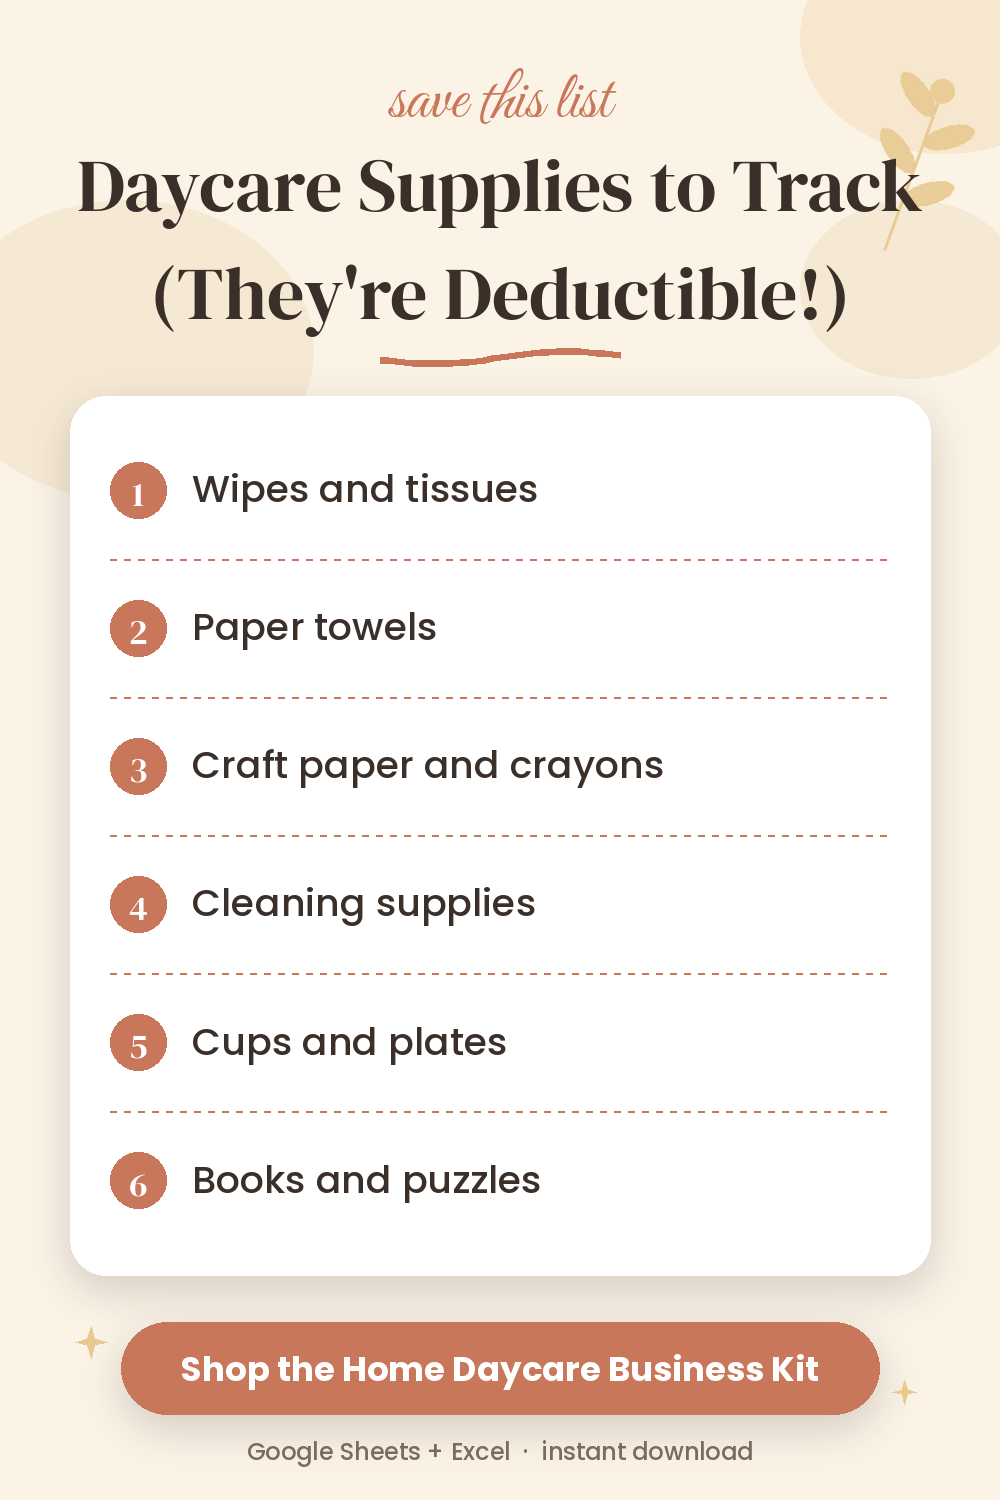 save this list
Daycare Supplies to Track
(They're Deductible!)
1 Wipes and tissues
2 Paper towels
3 Craft paper and crayons
4 Cleaning supplies
5 Cups and plates
6 Books and puzzles
Shop the Home Daycare Business Kit
Google Sheets + Excel · instant download